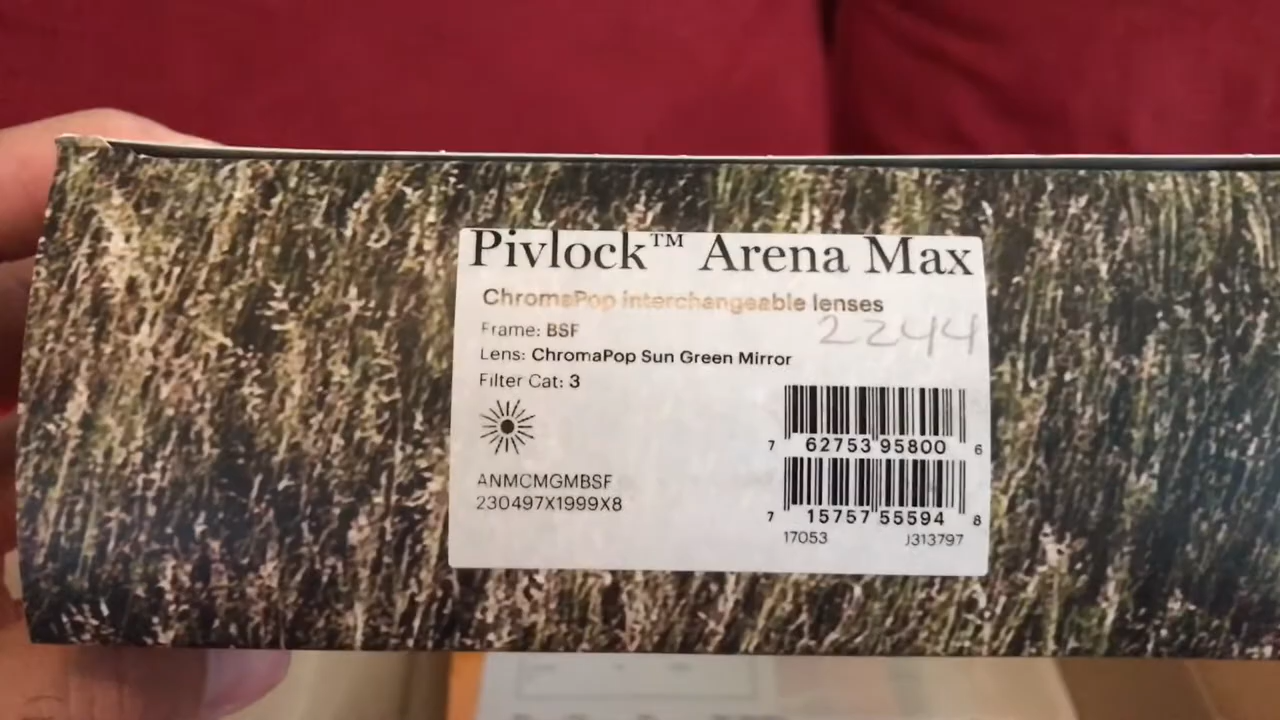 Pivlock™ Arena Max
ChromaPop interchangeable lenses
2244
Frame: BSF
Lens: ChromaPop Sun Green Mirror
Filter Cat: 3
7 62753 95800 6
ANMCMGMBSF
230497X1999X8
7 15757 55594 8
17053 J313797